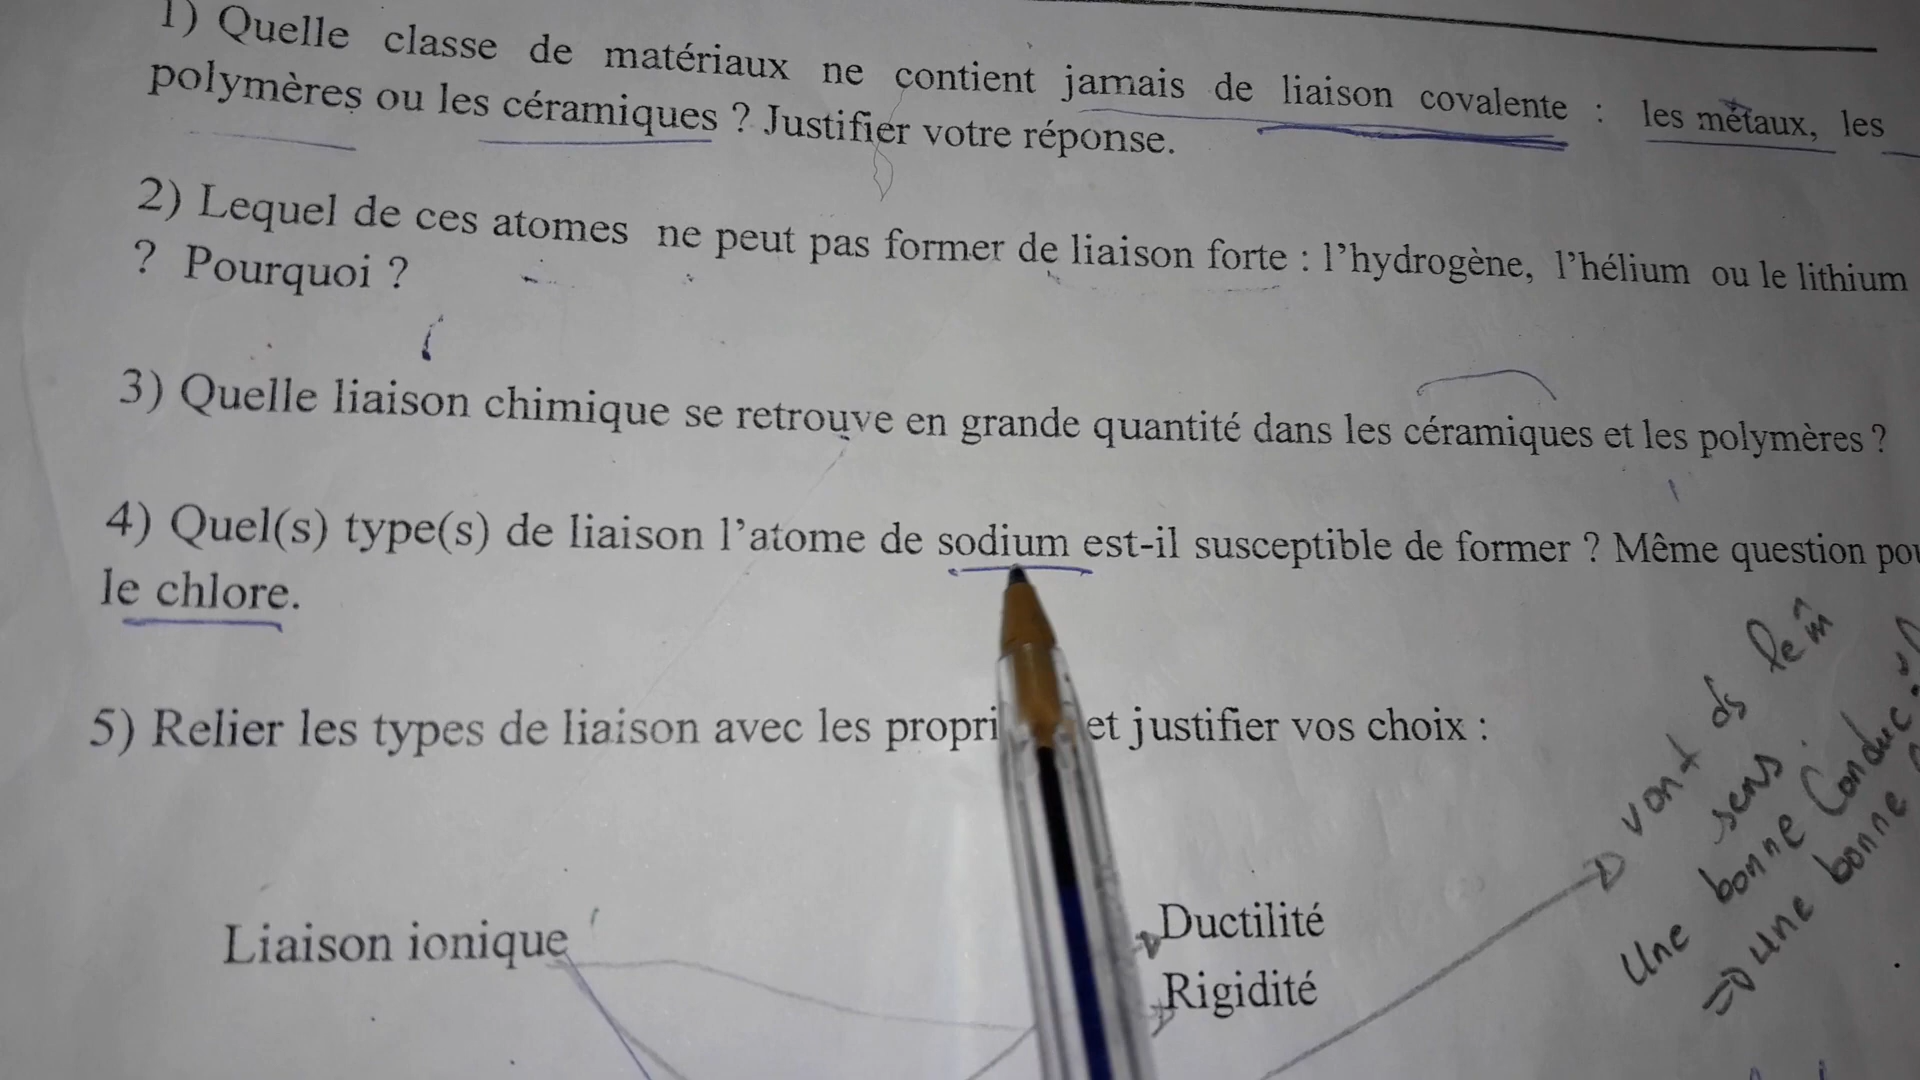 1) Quelle classe de matériaux ne contient jamais de liaison covalente : les métaux, les
polymères ou les céramiques ? Justifier votre réponse.
2) Lequel de ces atomes ne peut pas former de liaison forte : l'hydrogène, l'hélium ou le lithium
? Pourquoi ?
3) Quelle liaison chimique se retrouve en grande quantité dans les céramiques et les polymères ?
4) Quel(s) type(s) de liaison l'atome de sodium est-il susceptible de former ? Même question pou
le chlore.
5) Relier les types de liaison avec les propri et justifier vos choix :
vont ds le m̂
sens.
Une bonne Conduc
⇒ une bonne
Liaison ionique
Ductilité
Rigidité